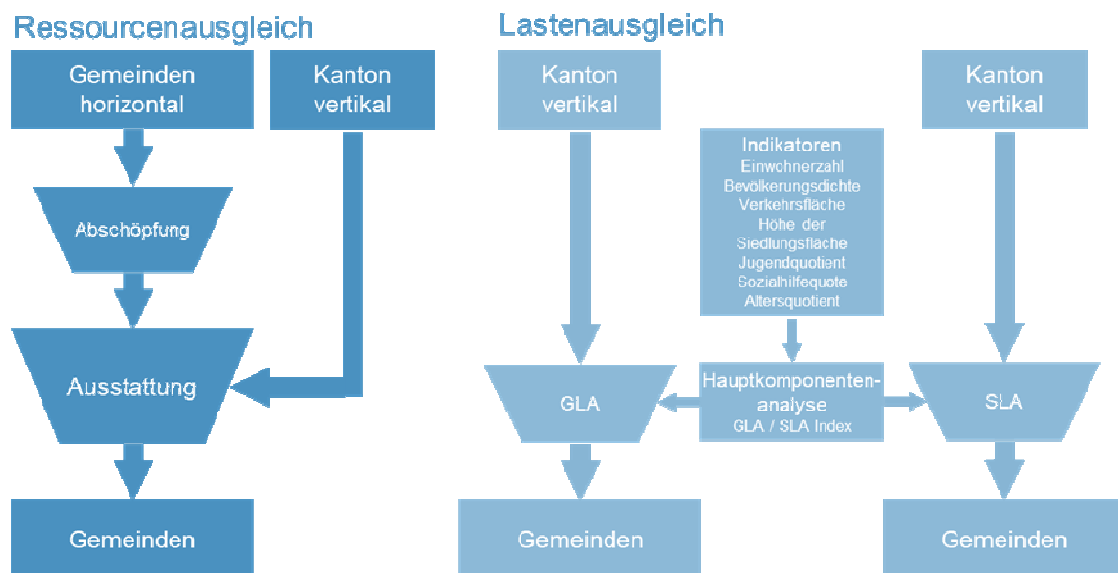 Ressourcenausgleich
Gemeinden
horizontal
Kanton
vertikal
Abschöpfung
Ausstattung
Gemeinden
Lastenausgleich
Kanton
vertikal
Kanton
vertikal
Indikatoren
Einwohnerzahl
Bevölkerungsdichte
Verkehrsfläche
Höhe der
Siedlungsfläche
Jugendquotient
Sozialhilfequote
Altersquotient
GLA
Hauptkomponenten-
analyse
GLA / SLA Index
SLA
Gemeinden
Gemeinden